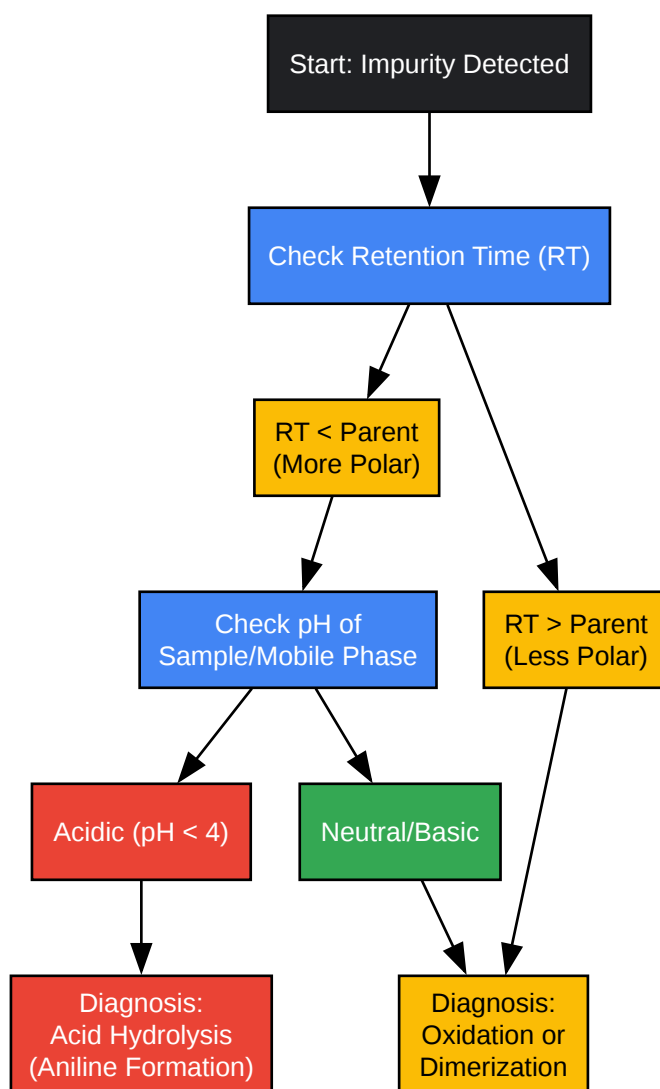 Start: Impurity Detected
Check Retention Time (RT)
RT < Parent
(More Polar)
Check pH of
Sample/Mobile Phase
RT > Parent
(Less Polar)
Acidic (pH < 4)
Neutral/Basic
Diagnosis:
Acid Hydrolysis
(Aniline Formation)
Diagnosis:
Oxidation or
Dimerization